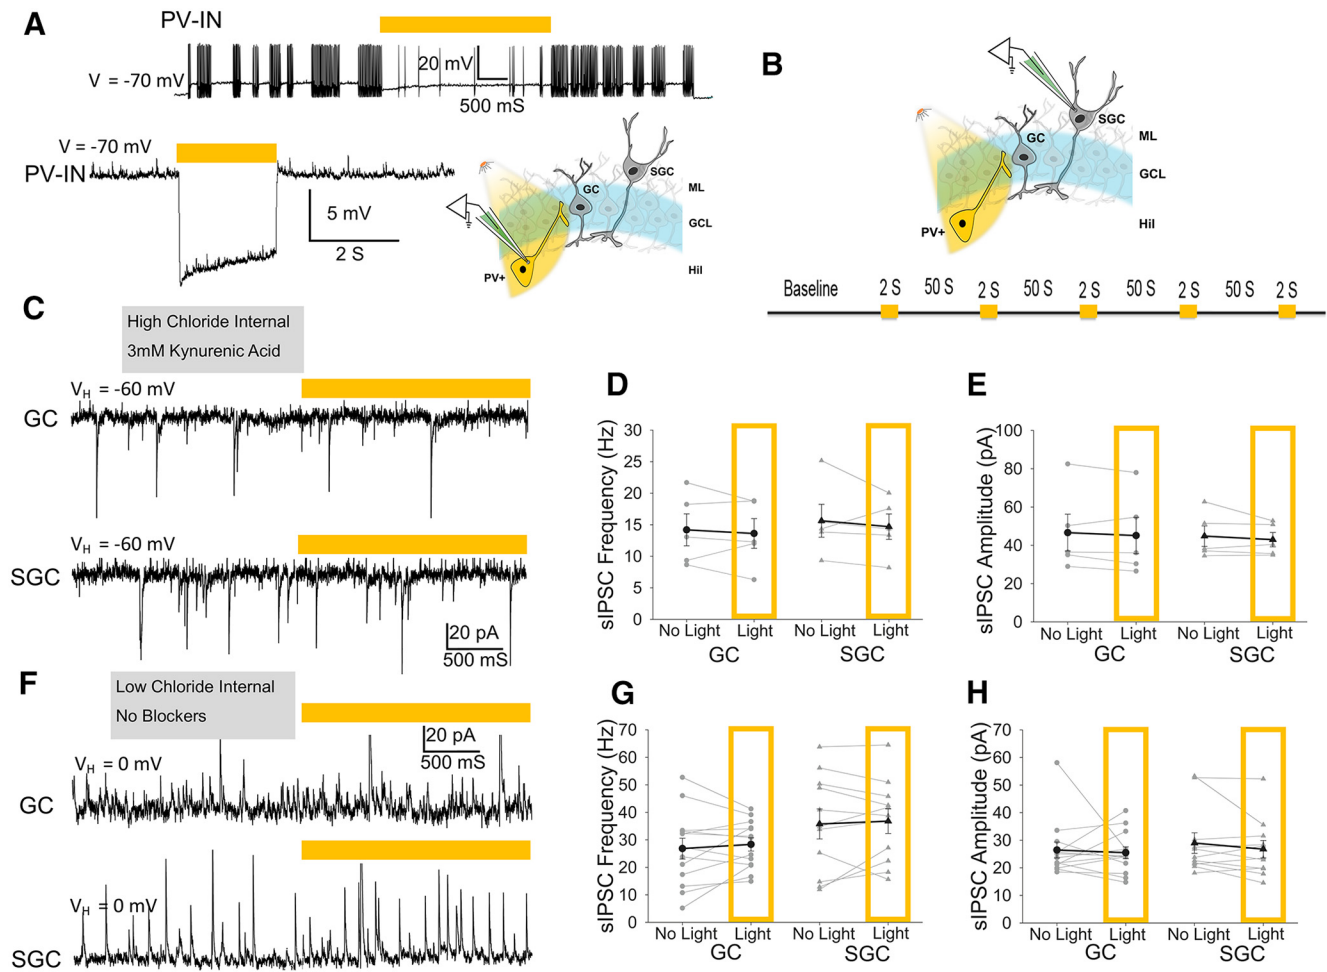 A
PV-IN
V = -70 mV
20 mV
500 mS
V = -70 mV
PV-IN
5 mV
2 S
GC
SGC
ML
GCL
Hil
PV+
B
SGC
GC
ML
GCL
Hil
PV+
Baseline 2 S 50 S 2 S 50 S 2 S 50 S 2 S 50 S 2 S
C
High Chloride Internal
3mM Kynurenic Acid
VH = -60 mV
GC
VH = -60 mV
SGC
20 pA
500 mS
D
sIPSC Frequency (Hz)
30
25
20
15
10
5
0
No Light Light No Light Light
GC SGC
E
sIPSC Amplitude (pA)
100
80
60
40
20
0
No Light Light No Light Light
GC SGC
F
Low Chloride Internal
No Blockers
20 pA
500 mS
VH = 0 mV
GC
VH = 0 mV
SGC
G
sIPSC Frequency (Hz)
70
60
50
40
30
20
10
0
No Light Light No Light Light
GC SGC
H
sIPSC Amplitude (pA)
70
60
50
40
30
20
10
0
No Light Light No Light Light
GC SGC